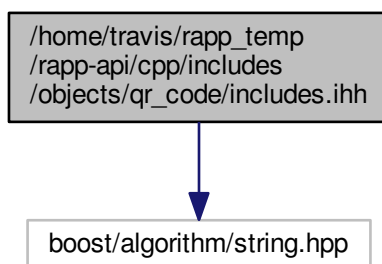 /home/travis/rapp_temp
/rapp-api/cpp/includes
/objects/qr_code/includes.ihh
boost/algorithm/string.hpp